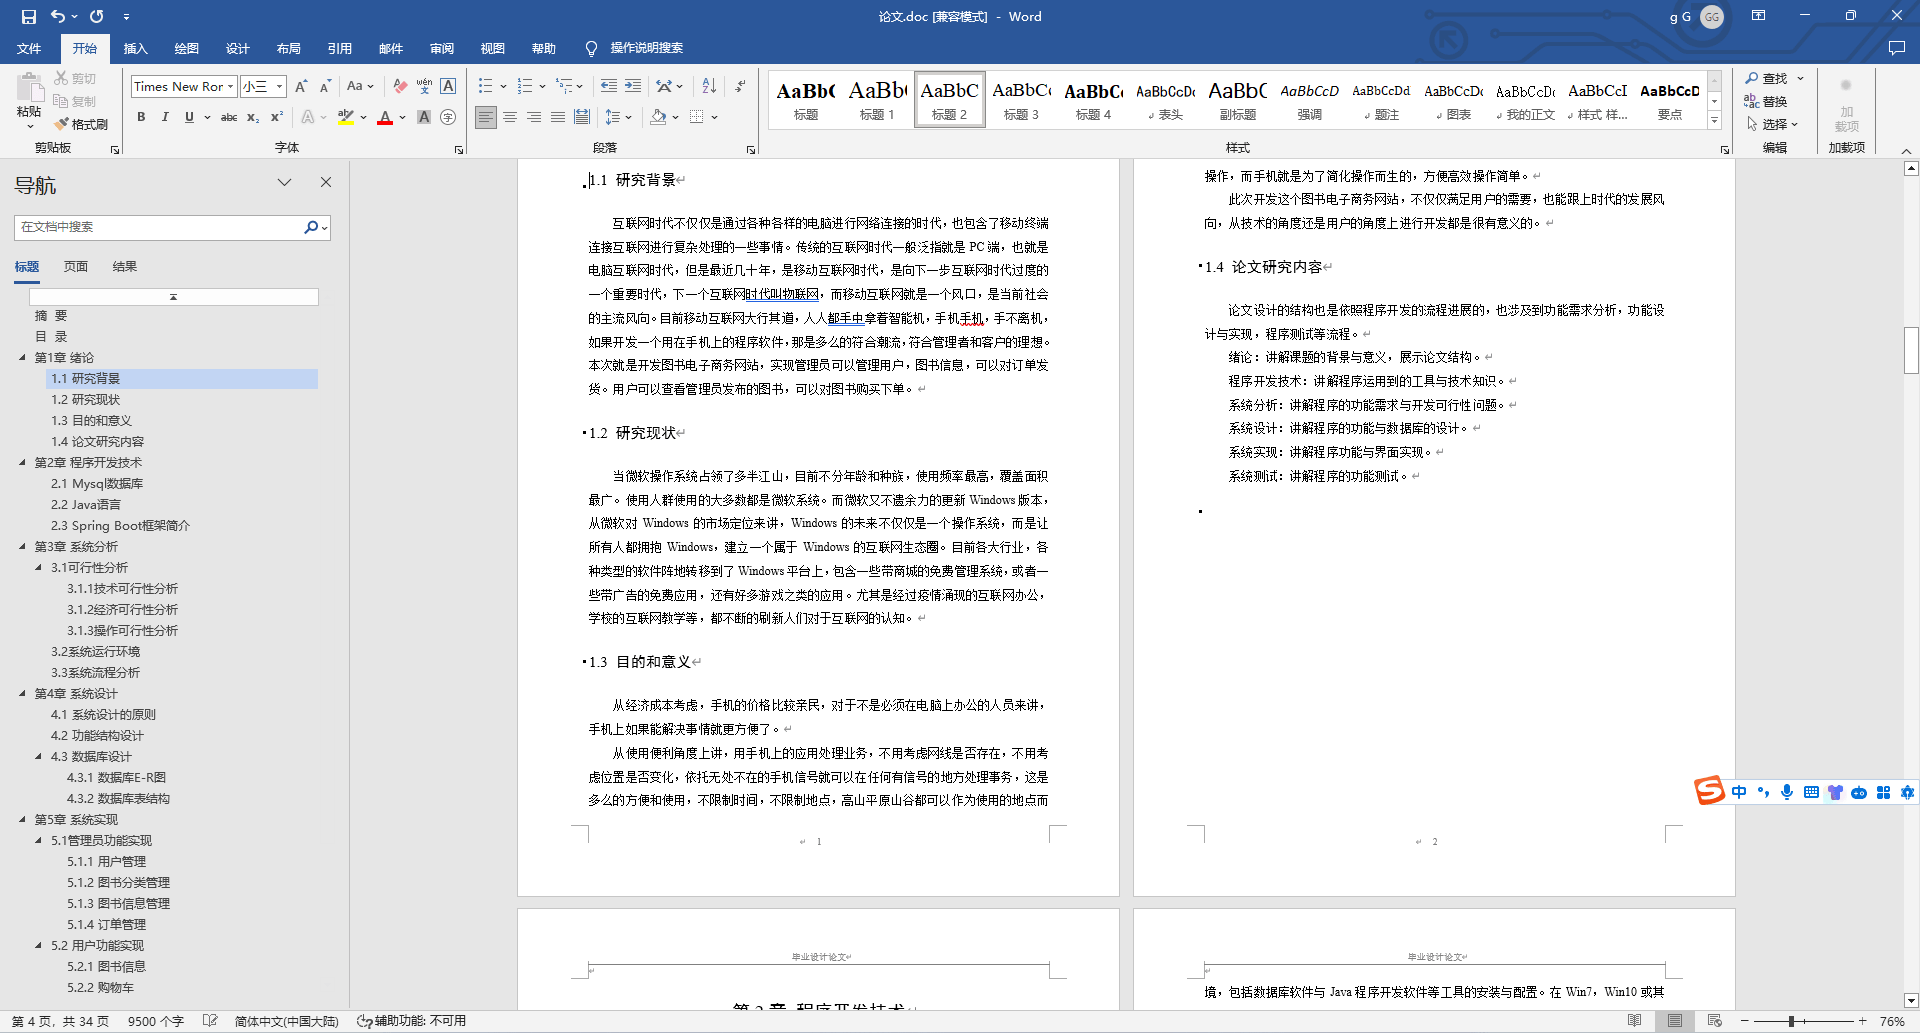 论文.doc [兼容模式] - Word
g G
GG
文件 开始 插入 绘图 设计 布局 引用 邮件 审阅 视图 帮助 操作说明搜索
粘贴
剪切
复制
格式刷
剪贴板
Times New Ror 小三
字体
段落
AaBb( 标题
AaBb( 标题 1
AaBbC 标题 2
AaBbC( 标题 3
AaBbC( 标题 4
AaBbCcDc 表头
AaBbC 副标题
AaBbCcD 强调
AaBbCcDd 题注
AaBbCcDc 图表
AaBbCcDc 我的正文
AaBbCcI 样式 样...
AaBbCcD 要点
样式
查找
替换
选择
编辑
加载项
加载项
导航
在文档中搜索
标题 页面 结果
摘 要
目 录
第1章 绪论
1.1 研究背景
1.2 研究现状
1.3 目的和意义
1.4 论文研究内容
第2章 程序开发技术
2.1 Mysql数据库
2.2 Java语言
2.3 Spring Boot框架简介
第3章 系统分析
3.1可行性分析
3.1.1技术可行性分析
3.1.2经济可行性分析
3.1.3操作可行性分析
3.2系统运行环境
3.3系统流程分析
第4章 系统设计
4.1 系统设计的原则
4.2 功能结构设计
4.3 数据库设计
4.3.1 数据库E-R图
4.3.2 数据库表结构
第5章 系统实现
5.1管理员功能实现
5.1.1 用户管理
5.1.2 图书分类管理
5.1.3 图书信息管理
5.1.4 订单管理
5.2 用户功能实现
5.2.1 图书信息
5.2.2 购物车
1.1 研究背景
互联网时代不仅仅是通过各种各样的电脑进行网络连接的时代，也包含了移动终端
连接互联网进行复杂处理的一些事情。传统的互联网时代一般泛指就是 PC 端，也就是
电脑互联网时代，但是最近几十年，是移动互联网时代，是向下一步互联网时代过度的
一个重要时代，下一个互联网时代叫物联网，而移动互联网就是一个风口，是当前社会
的主流风向。目前移动互联网大行其道，人人都手中拿着智能机，手机手机，手不离机，
如果开发一个用在手机上的程序软件，那是多么的符合潮流，符合管理者和客户的理想。
本次就是开发图书电子商务网站，实现管理员可以管理用户，图书信息，可以对订单发
货。用户可以查看管理员发布的图书，可以对图书购买下单。
1.2 研究现状
当微软操作系统占领了多半江山，目前不分年龄和种族，使用频率最高，覆盖面积
最广。使用人群使用的大多数都是微软系统。而微软又不遗余力的更新 Windows 版本，
从微软对 Windows 的市场定位来讲，Windows 的未来不仅仅是一个操作系统，而是让
所有人都拥抱 Windows，建立一个属于 Windows 的互联网生态圈。目前各大行业，各
种类型的软件阵地转移到了 Windows 平台上，包含一些带商城的免费管理系统，或者一
些带广告的免费应用，还有好多游戏之类的应用。尤其是经过疫情涌现的互联网办公，
学校的互联网教学等，都不断的刷新人们对于互联网的认知。
1.3 目的和意义
从经济成本考虑，手机的价格比较亲民，对于不是必须在电脑上办公的人员来讲，
手机上如果能解决事情就更方便了。
从使用便利角度上讲，用手机上的应用处理业务，不用考虑网线是否存在，不用考
虑位置是否变化，依托无处不在的手机信号就可以在任何有信号的地方处理事务，这是
多么的方便和使用，不限制时间，不限制地点，高山平原山谷都可以作为使用的地点而
1
操作，而手机就是为了简化操作而生的，方便高效操作简单。
此次开发这个图书电子商务网站，不仅仅满足用户的需要，也能跟上时代的发展风
向，从技术的角度还是用户的角度上进行开发都是很有意义的。
1.4 论文研究内容
论文设计的结构也是依照程序开发的流程进展的，也涉及到功能需求分析，功能设
计与实现，程序测试等流程。
绪论：讲解课题的背景与意义，展示论文结构。
程序开发技术：讲解程序运用到的工具与技术知识。
系统分析：讲解程序的功能需求与开发可行性问题。
系统设计：讲解程序的功能与数据库的设计。
系统实现：讲解程序功能与界面实现。
系统测试：讲解程序的功能测试。
2
毕业设计论文
第 2 章 程序开发技术
毕业设计论文
境，包括数据库软件与 Java 程序开发软件等工具的安装与配置。在 Win7，Win10 或其
中
第 4 页，共 34 页 9500 个字 简体中文(中国大陆) 辅助功能: 不可用
76%